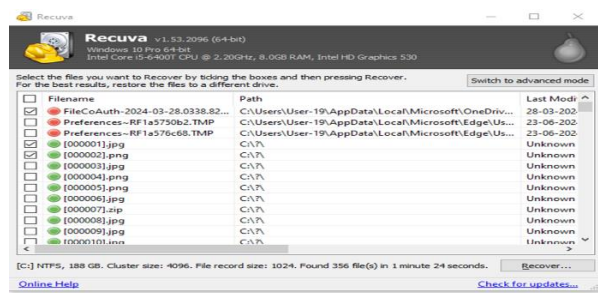 Recuva
Recuva v1.53.2096 (64-bit)
Windows 10 Pro 64-bit
Intel Core i5-6400T CPU @ 2.20GHz, 8.0GB RAM, Intel HD Graphics 530
Select the files you want to Recover by ticking the boxes and then pressing Recover.
For the best results, restore the files to a different drive.
Switch to advanced mode
Filename Path Last Modi
FileCoAuth-2024-03-28.0338.82... C:\Users\User-19\AppData\Local\Microsoft\OneDriv... 28-03-202
Preferences~RF1a5750b2.TMP C:\Users\User-19\AppData\Local\Microsoft\Edge\Us... 23-06-202
Preferences~RF1a576c68.TMP C:\Users\User-19\AppData\Local\Microsoft\Edge\Us... 23-06-202
[000001].jpg C:\?\ Unknown
[000002].png C:\?\ Unknown
[000003].jpg C:\?\ Unknown
[000004].png C:\?\ Unknown
[000005].png C:\?\ Unknown
[000006].jpg C:\?\ Unknown
[000007].zip C:\?\ Unknown
[000008].jpg C:\?\ Unknown
[000009].jpg C:\?\ Unknown
[000010].png C:\?\ Unknown
[C:] NTFS, 188 GB. Cluster size: 4096. File record size: 1024. Found 356 file(s) in 1 minute 24 seconds.
Recover...
Online Help
Check for updates...